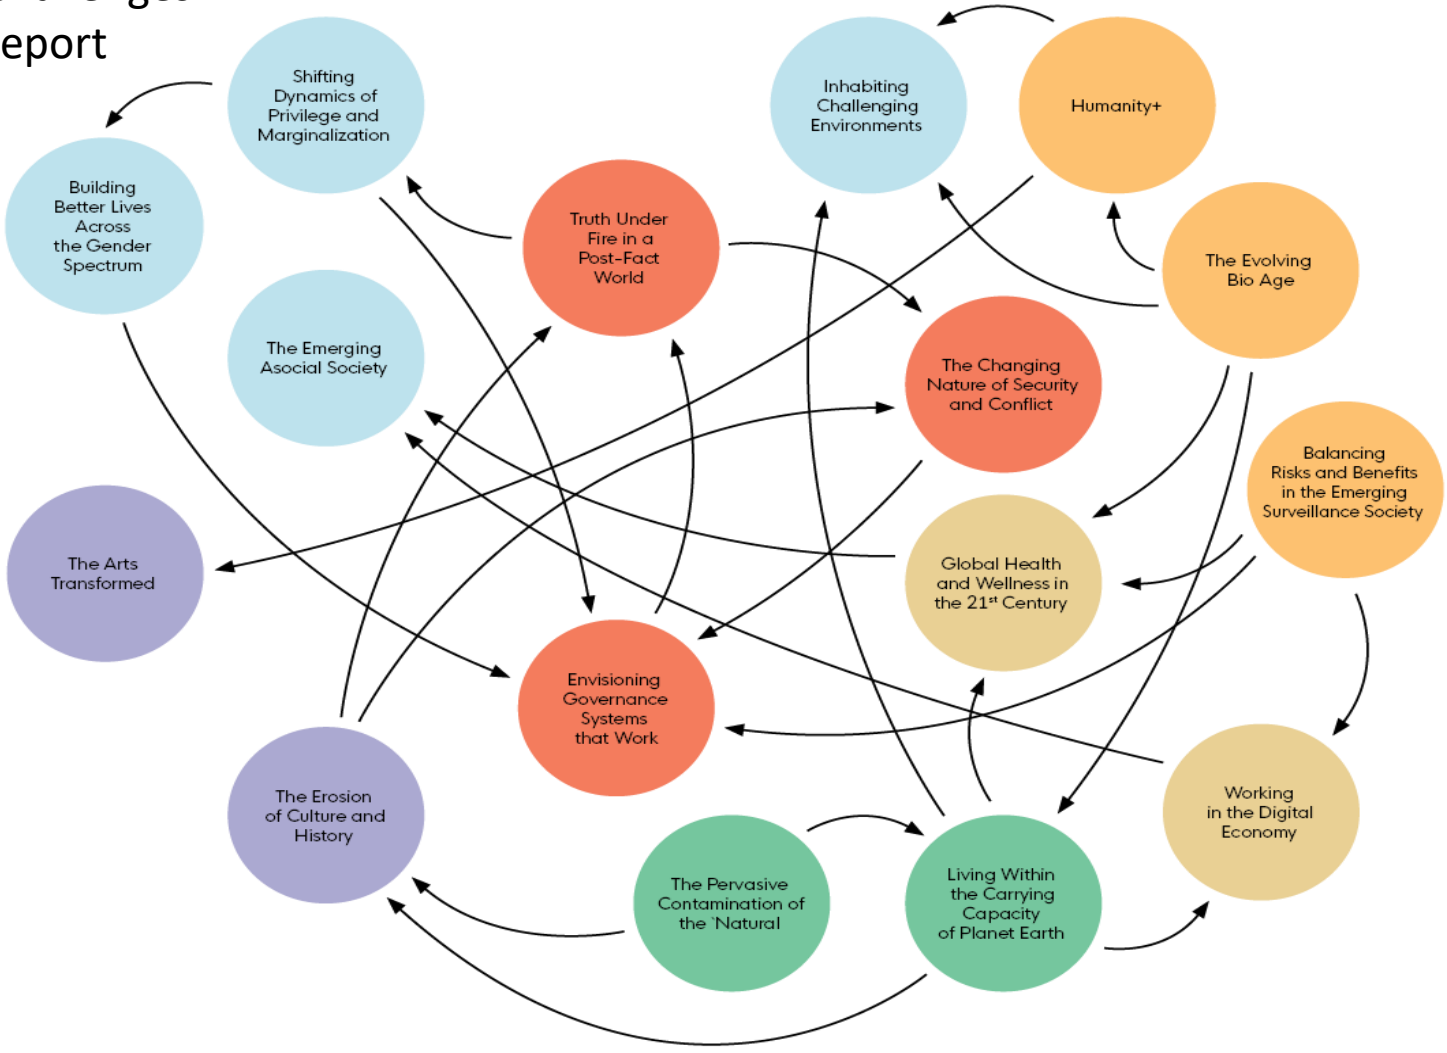 eport
Shifting
Dynamics of
Privilege and
Marginalization
Inhabiting
Challenging
Environments
Humanity+
Building
Better Lives
Across
the Gender
Spectrum
Truth Under
Fire in a
Post-Fact
World
The Evolving
Bio Age
The Emerging
Asocial Society
The Changing
Nature of Security
and Conflict
Balancing
Risks and Benefits
in the Emerging
Surveillance Society
The Arts
Transformed
Global Health
and Wellness in
the 21st Century
Envisioning
Governance
Systems
that Work
The Erosion
of Culture and
History
Working
in the Digital
Economy
The Pervasive
Contamination of
the `Natural
Living Within
the Carrying
Capacity
of Planet Earth